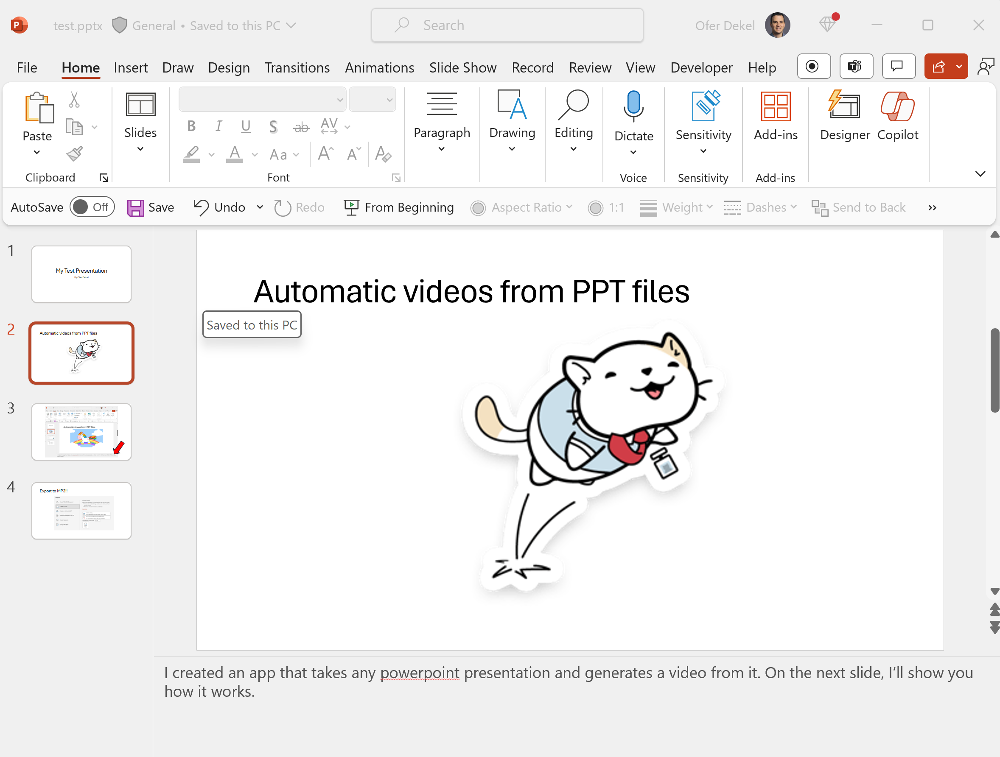 test.pptx General • Saved to this PC
Search
Ofer Dekel
File Home Insert Draw Design Transitions Animations Slide Show Record Review View Developer Help
Paste
Clipboard
Slides
B I U S ab AV
A Aa A A A
Font
Paragraph
Drawing
Editing
Dictate
Voice
Sensitivity
Sensitivity
Add-ins
Add-ins
Designer
Copilot
AutoSave Off Save Undo Redo From Beginning Aspect Ratio 1:1 Weight Dashes Send to Back
1
My Test Presentation
By Ofer Dekel
2
Automatic videos from PPT files
3
Automatic videos from PPT files
4
Export to MP3!!
Export
Automatic videos from PPT files
Saved to this PC
I created an app that takes any powerpoint presentation and generates a video from it. On the next slide, I’ll show you
how it works.